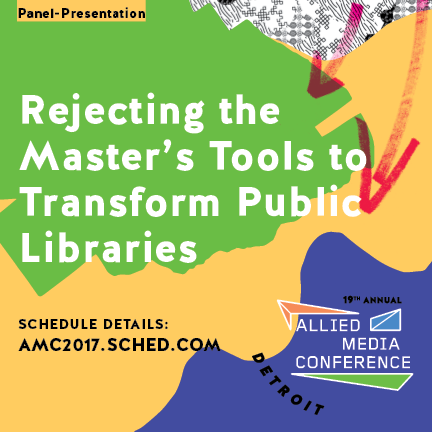 Panel-Presentation
Rejecting the
Master’s Tools to
Transform Public
Libraries
SCHEDULE DETAILS:
AMC2017.SCHED.COM
19TH ANNUAL
ALLIED
MEDIA
CONFERENCE
DETROIT